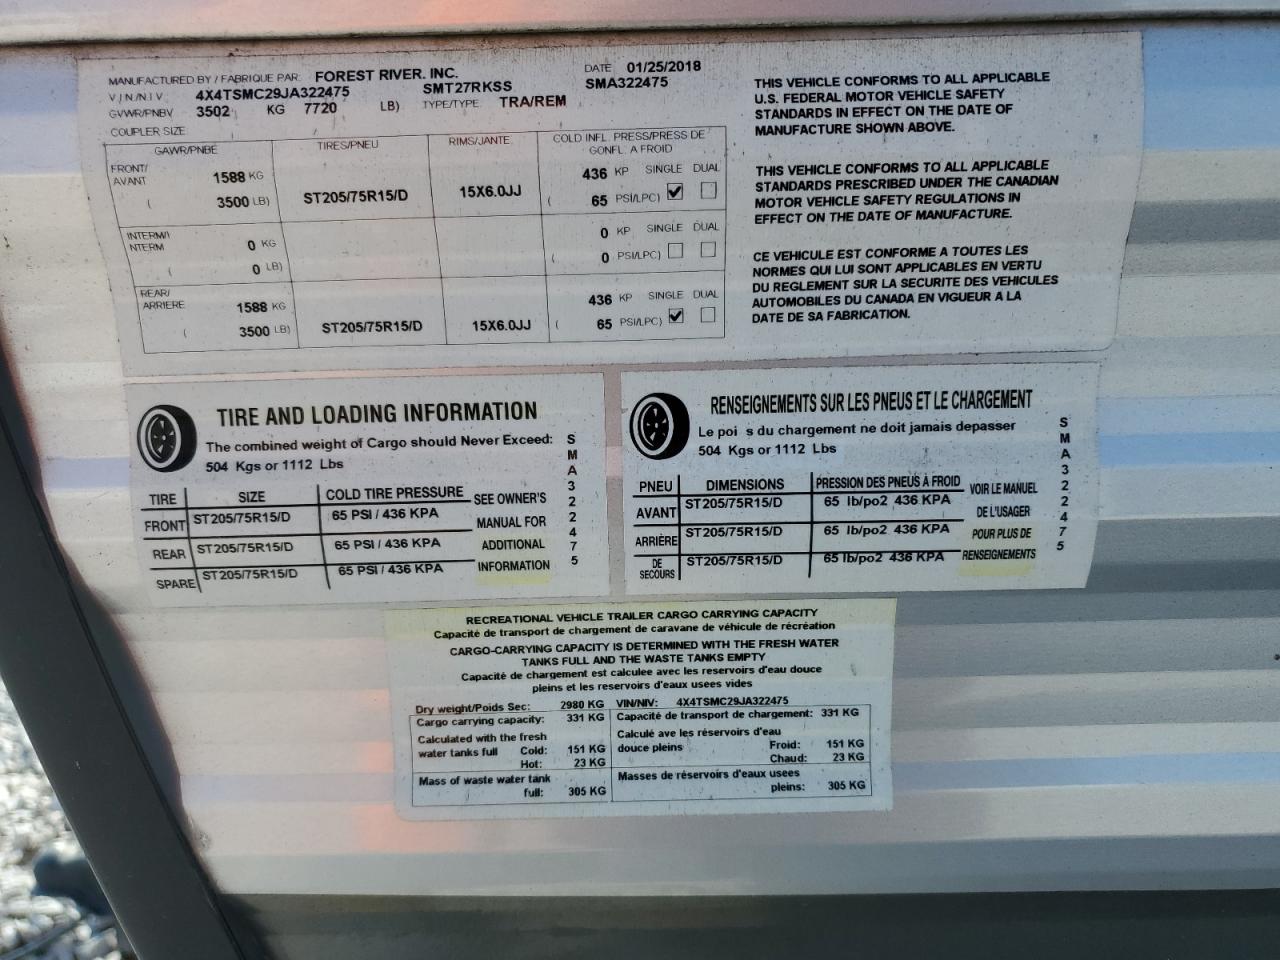 MANUFACTURED BY / FABRIQUE PAR: FOREST RIVER. INC. DATE 01/25/2018
V I N / N I V : 4X4TSMC29JA322475 SMT27RKSS SMA322475
GVWR/PNBV 3502 KG 7720 LB) TYPE/TYPE TRA/REM
COUPLER SIZE
GAWR/PNBE TIRES/PNEU RIMS/JANTE COLD INFL. PRESS/PRESS DE
GONFL. A FROID
FRONT/
AVANT 1588 KG 436 KP SINGLE DUAL
( 3500 LB) ST205/75R15/D 15X6.0JJ ( 65 PSI/LPC)
INTERM/I
NTERM 0 KG 0 KP SINGLE DUAL
( 0 LB) ( 0 PSI/LPC)
REAR/
ARRIERE 1588 KG 436 KP SINGLE DUAL
( 3500 LB) ST205/75R15/D 15X6.0JJ ( 65 PSI/LPC)
THIS VEHICLE CONFORMS TO ALL APPLICABLE
U.S. FEDERAL MOTOR VEHICLE SAFETY
STANDARDS IN EFFECT ON THE DATE OF
MANUFACTURE SHOWN ABOVE.
THIS VEHICLE CONFORMS TO ALL APPLICABLE
STANDARDS PRESCRIBED UNDER THE CANADIAN
MOTOR VEHICLE SAFETY REGULATIONS IN
EFFECT ON THE DATE OF MANUFACTURE.
CE VEHICULE EST CONFORME A TOUTES LES
NORMES QUI LUI SONT APPLICABLES EN VERTU
DU REGLEMENT SUR LA SECURITE DES VEHICULES
AUTOMOBILES DU CANADA EN VIGUEUR A LA
DATE DE SA FABRICATION.
TIRE AND LOADING INFORMATION
The combined weight of Cargo should Never Exceed:
504 Kgs or 1112 Lbs
TIRE SIZE COLD TIRE PRESSURE SEE OWNER'S
FRONT ST205/75R15/D 65 PSI / 436 KPA MANUAL FOR
REAR ST205/75R15/D 65 PSI / 436 KPA ADDITIONAL
SPARE ST205/75R15/D 65 PSI / 436 KPA INFORMATION
SMA322475
RENSEIGNEMENTS SUR LES PNEUS ET LE CHARGEMENT
Le poi s du chargement ne doit jamais depasser
504 Kgs or 1112 Lbs
PNEU DIMENSIONS PRESSION DES PNEUS À FROID VOIR LE MANUEL
AVANT ST205/75R15/D 65 lb/po2 436 KPA DE L'USAGER
ARRIÈRE ST205/75R15/D 65 lb/po2 436 KPA POUR PLUS DE
DE
SECOURS ST205/75R15/D 65 lb/po2 436 KPA RENSEIGNEMENTS
SMA322475
RECREATIONAL VEHICLE TRAILER CARGO CARRYING CAPACITY
Capacité de transport de chargement de caravane de véhicule de récréation
CARGO-CARRYING CAPACITY IS DETERMINED WITH THE FRESH WATER
TANKS FULL AND THE WASTE TANKS EMPTY
Capacité de chargement est calculee avec les reservoirs d'eau douce
pleins et les reservoirs d'eaux usees vides
Dry weight/Poids Sec: 2980 KG VIN/NIV: 4X4TSMC29JA322475
Cargo carrying capacity: 331 KG Capacité de transport de chargement: 331 KG
Calculated with the fresh Calculé ave les réservoirs d'eau
water tanks full Cold: 151 KG douce pleins Froid: 151 KG
Hot: 23 KG Chaud: 23 KG
Mass of waste water tank Masses de réservoirs d'eaux usees
full: 305 KG pleins: 305 KG